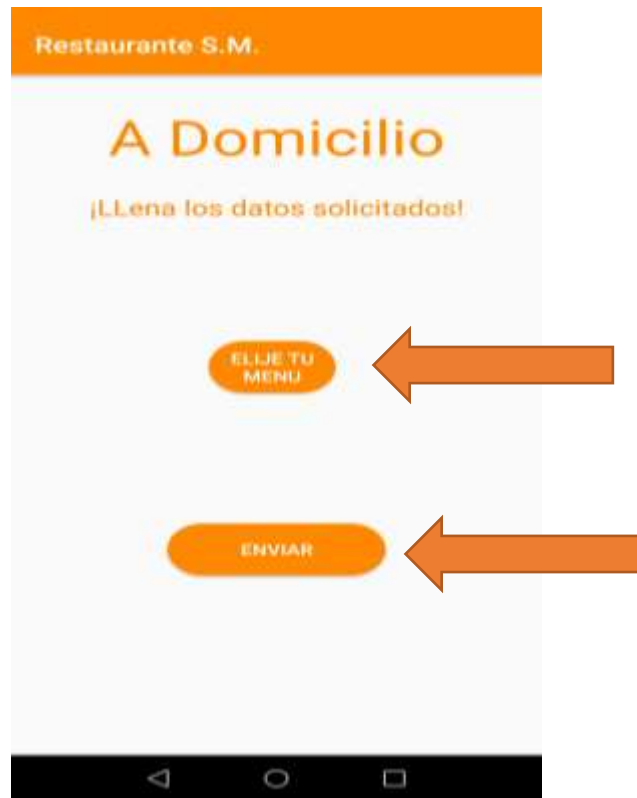 Restaurante S.M.
A Domicilio
¡LLena los datos solicitados!
ELIJE TU
MENU
ENVIAR